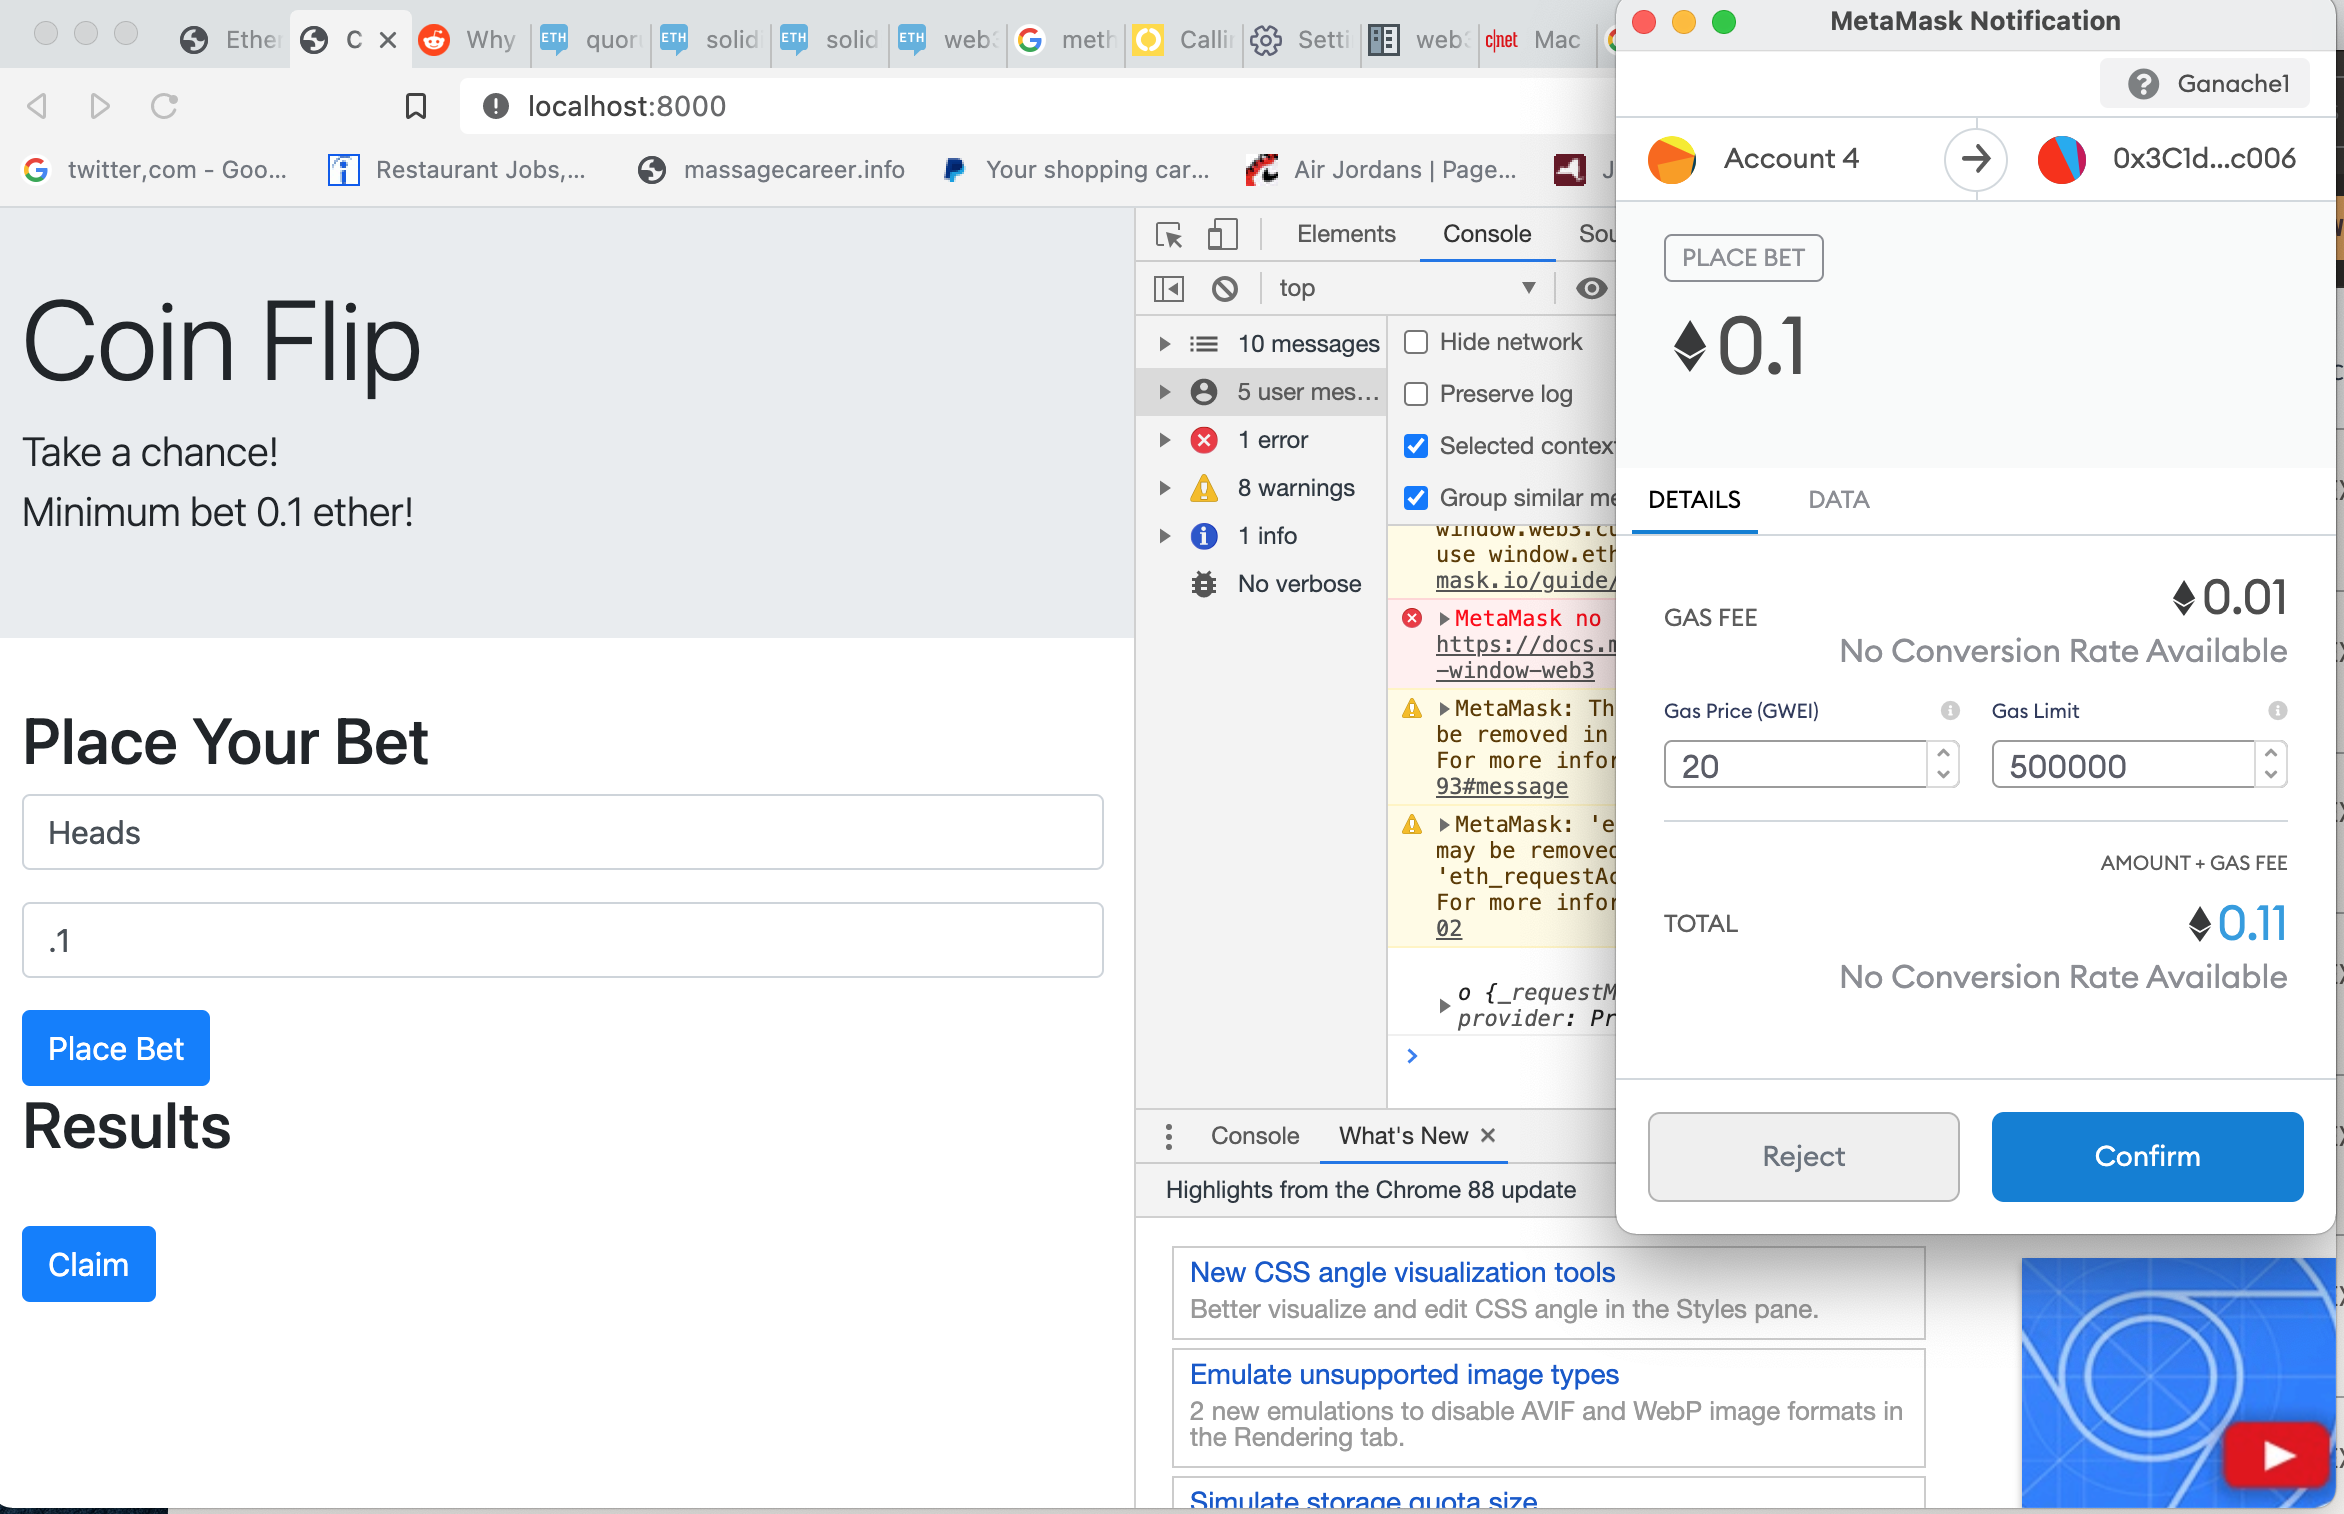 Ether
C
Why
ETH
quor
ETH
solid
ETH
solid
ETH
web3
meth
Callin
Setti
web3
c|net
Mac
localhost:8000
twitter,com - Goo...
Restaurant Jobs,...
massagecareer.info
Your shopping car...
Air Jordans | Page...
J
Coin Flip
Take a chance!
Minimum bet 0.1 ether!
Place Your Bet
Heads
.1
Place Bet
Results
Claim
Elements
Console
Sou
top
10 messages
5 user mes...
1 error
8 warnings
1 info
No verbose
Hide network
Preserve log
Selected context
Group similar me
window.web3.cu
use window.eth
mask.io/guide/
MetaMask no
https://docs.m
-window-web3
MetaMask: Th
be removed in
For more infor
93#message
MetaMask: 'e
may be removed
'eth_requestAc
For more infor
02
o {_requestM
provider: Pr
Console
What's New
Highlights from the Chrome 88 update
New CSS angle visualization tools
Better visualize and edit CSS angle in the Styles pane.
Emulate unsupported image types
2 new emulations to disable AVIF and WebP image formats in
the Rendering tab.
Simulate storage quota size
MetaMask Notification
Ganache1
Account 4
0x3C1d...c006
PLACE BET
0.1
DETAILS
DATA
GAS FEE
0.01
No Conversion Rate Available
Gas Price (GWEI)
Gas Limit
20
500000
AMOUNT + GAS FEE
TOTAL
0.11
No Conversion Rate Available
Reject
Confirm